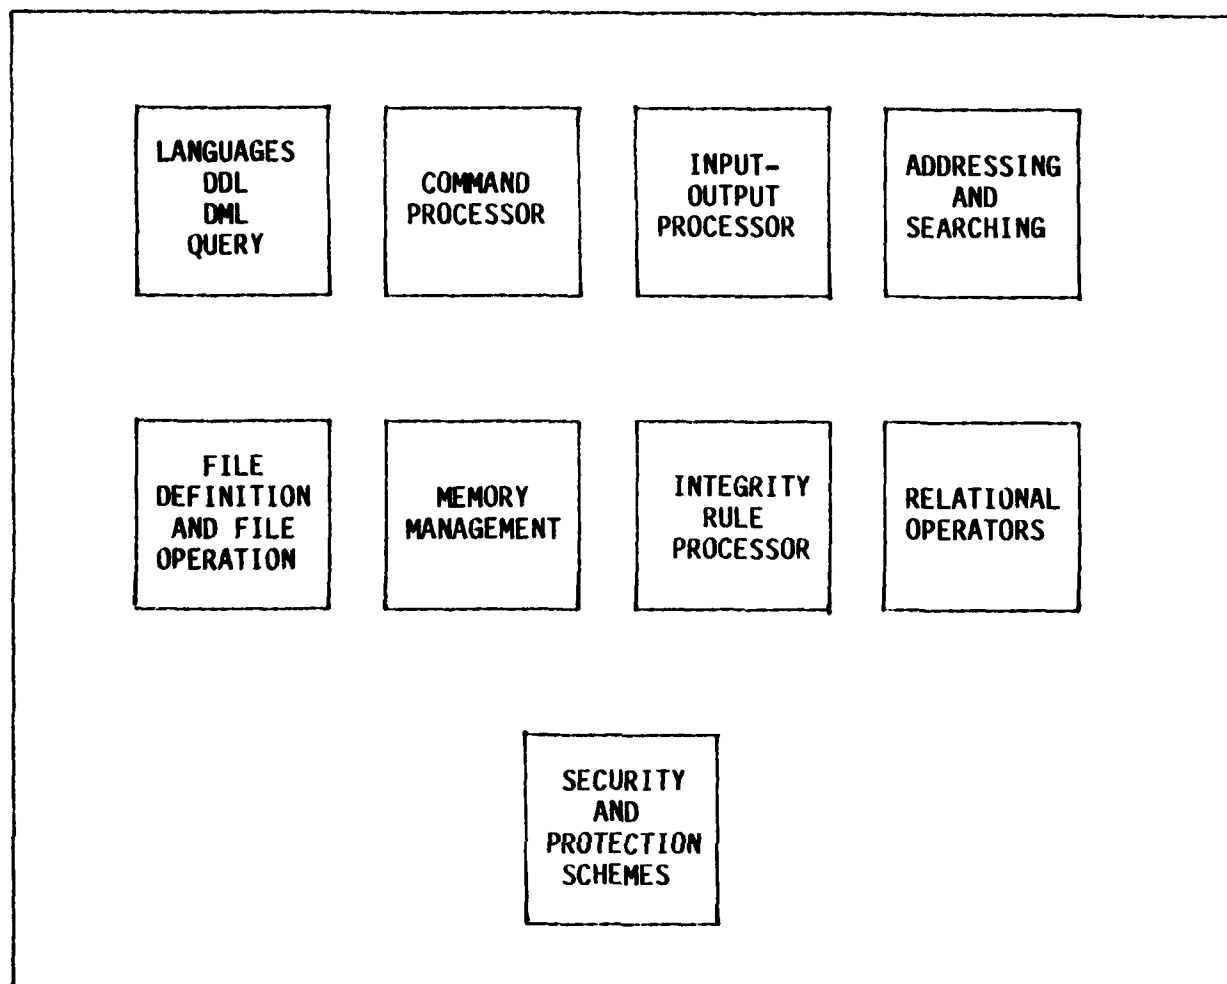 LANGUAGES
DDL
DML
QUERY
COMMAND
PROCESSOR
INPUT-
OUTPUT
PROCESSOR
ADDRESSING
AND
SEARCHING
FILE
DEFINITION
AND FILE
OPERATION
MEMORY
MANAGEMENT
INTEGRITY
RULE
PROCESSOR
RELATIONAL
OPERATORS
SECURITY
AND
PROTECTION
SCHEMES